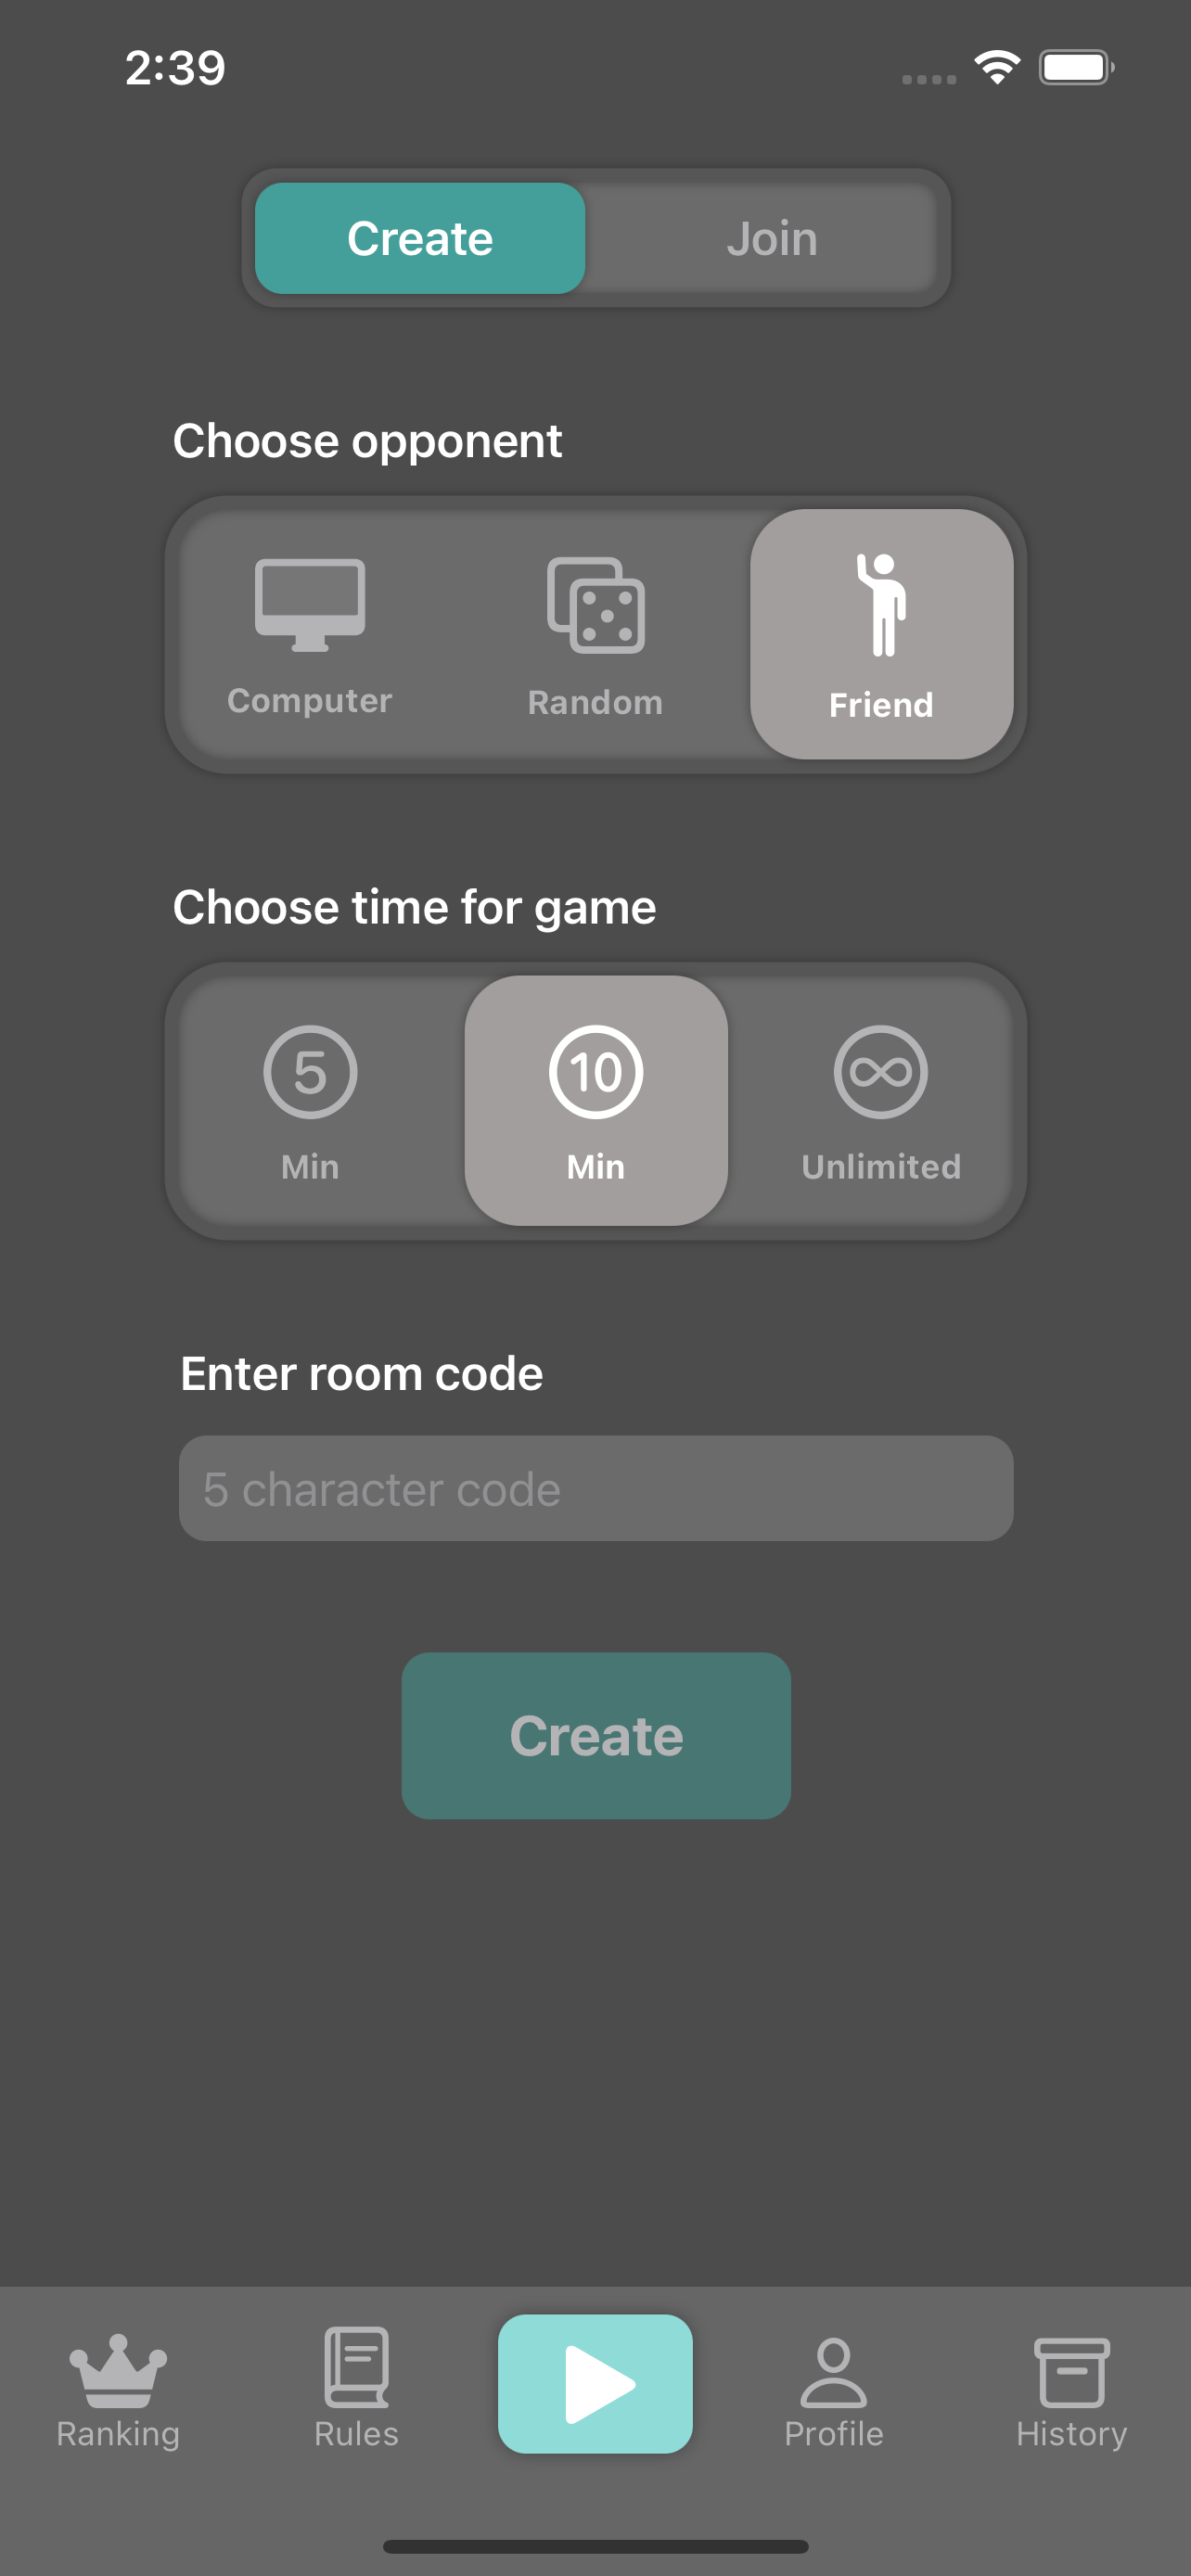 2:39
Create Join
Choose opponent
Computer Random Friend
Choose time for game
5 10 ∞
Min Min Unlimited
Enter room code
5 character code
Create
Ranking Rules Profile History